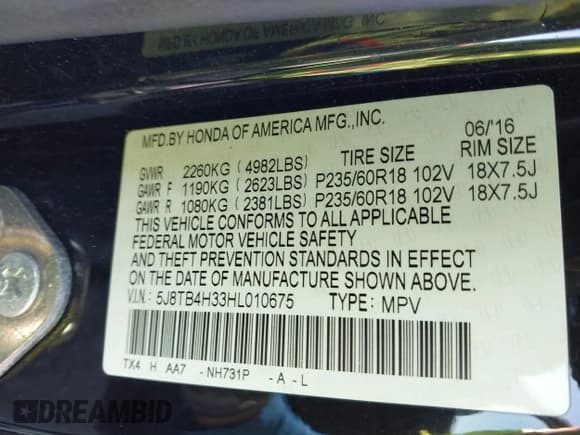 MFD.BY HONDA OF AMERICA MFG.,INC. 06/'16
GVWR 2260KG ( 4982LBS) TIRE SIZE RIM SIZE
GAWR F 1190KG ( 2623LBS) P235/60R18 102V 18X7.5J
GAWR R 1080KG ( 2381LBS) P235/60R18 102V 18X7.5J
THIS VEHICLE CONFORMS TO ALL APPLICABLE
FEDERAL MOTOR VEHICLE SAFETY
AND THEFT PREVENTION STANDARDS IN EFFECT
ON THE DATE OF MANUFACTURE SHOWN ABOVE.
V.I.N.: 5J8TB4H33HL010675 TYPE: MPV
TX4 H AA7 - NH731P - A - L
DREAMBID